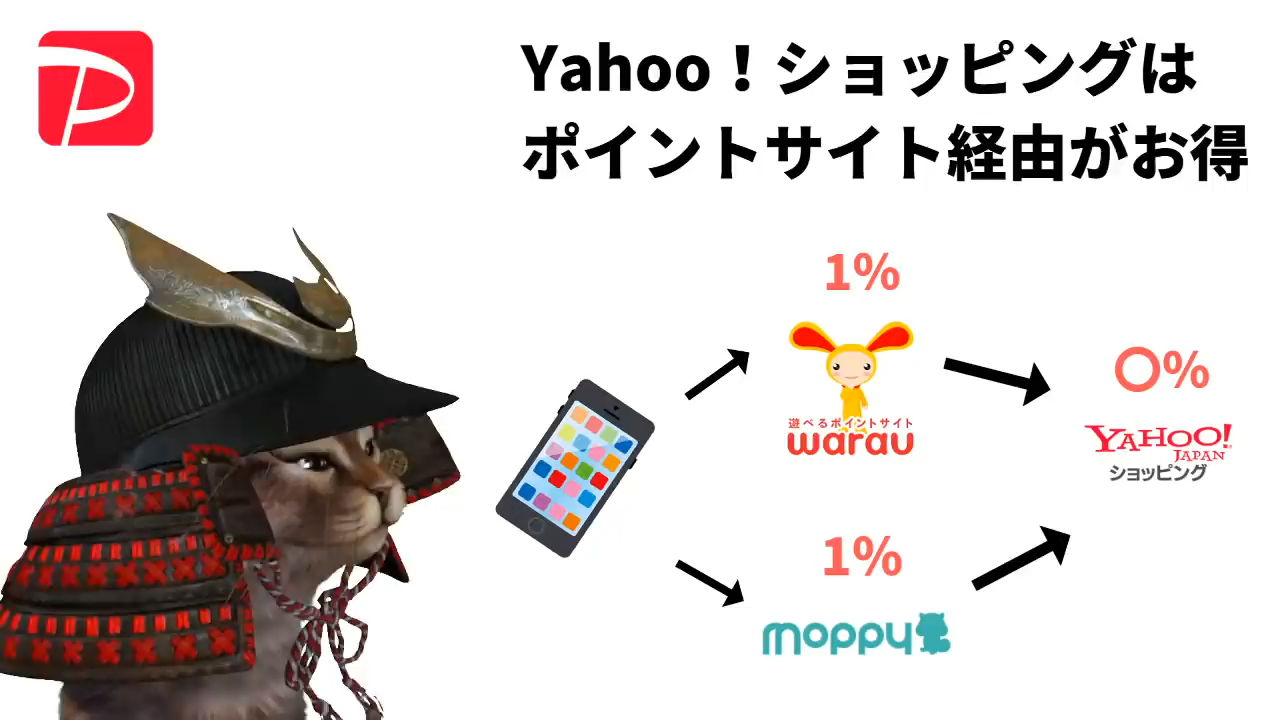 Yahoo！ショッピングは
ポイントサイト経由がお得
1%
遊べるポイントサイト
warau
〇%
YAHOO!
JAPAN
ショッピング
1%
moppy